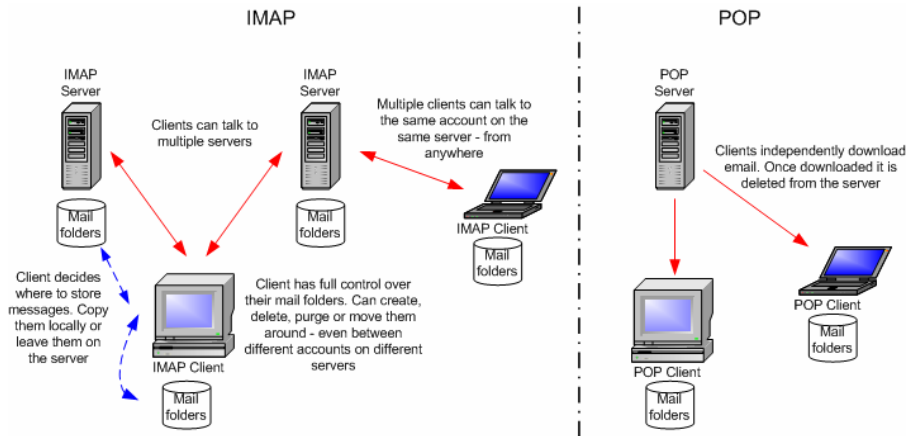 IMAP
IMAP
Server
IMAP
Server
Clients can talk to
multiple servers
Multiple clients can talk to
the same account on the
same server - from
anywhere
Mail
folders
Mail
folders
IMAP Client
Mail
folders
Client decides
where to store
messages. Copy
them locally or
leave them on
the server
Client has full control over
their mail folders. Can create,
delete, purge or move them
around - even between
different accounts on different
servers
IMAP Client
Mail
folders
POP
POP
Server
Clients independently download
email. Once downloaded it is
deleted from the server
POP Client
Mail
folders
POP Client
Mail
folders